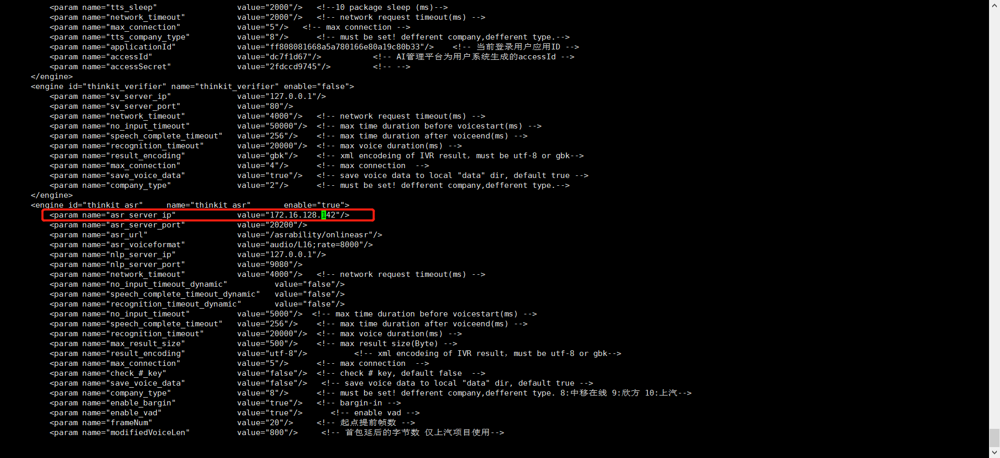 <param name="tts_sleep" value="2000"/> <!--10 package sleep (ms)-->
<param name="network_timeout" value="2000"/> <!-- network request timeout(ms) -->
<param name="max_connection" value="5"/> <!-- max connection -->
<param name="tts_company_type" value="8"/> <!-- must be set! defferent company,defferent type.-->
<param name="applicationId" value="ff808081668a5a780166e80a19c80b33"/> <!-- 当前登录用户应用ID -->
<param name="accessId" value="dc7f1d67"/> <!-- AI管理平台为用户系统生成的accessId -->
<param name="accessSecret" value="2fdccd9745"/> <!-- -->
</engine>
<engine id="thinkit_verifier" name="thinkit_verifier" enable="false">
<param name="sv_server_ip" value="127.0.0.1"/>
<param name="sv_server_port" value="80"/>
<param name="network_timeout" value="4000"/> <!-- network request timeout(ms) -->
<param name="no_input_timeout" value="50000"/> <!-- max time duration before voicestart(ms) -->
<param name="speech_complete_timeout" value="256"/> <!-- max time duration after voiceend(ms) -->
<param name="recognition_timeout" value="20000"/> <!-- max voice duration(ms) -->
<param name="result_encoding" value="gbk"/> <!-- xml encodeing of IVR result，must be utf-8 or gbk-->
<param name="max_connection" value="4"/> <!-- max connection -->
<param name="save_voice_data" value="true"/> <!-- save voice data to local "data" dir, default true -->
<param name="company_type" value="2"/> <!-- must be set! defferent company,defferent type.-->
</engine>
<engine id="thinkit_asr" name="thinkit_asr" enable="true">
<param name="asr_server_ip" value="172.16.128.142"/>
<param name="asr_server_port" value="20200"/>
<param name="asr_url" value="/asrability/onlineasr"/>
<param name="asr_voiceformat" value="audio/L16;rate=8000"/>
<param name="nlp_server_ip" value="127.0.0.1"/>
<param name="nlp_server_port" value="9080"/>
<param name="network_timeout" value="4000"/> <!-- network request timeout(ms) -->
<param name="no_input_timeout_dynamic" value="false"/>
<param name="speech_complete_timeout_dynamic" value="false"/>
<param name="recognition_timeout_dynamic" value="false"/>
<param name="no_input_timeout" value="5000"/> <!-- max time duration before voicestart(ms) -->
<param name="speech_complete_timeout" value="256"/> <!-- max time duration after voiceend(ms) -->
<param name="recognition_timeout" value="20000"/> <!-- max voice duration(ms) -->
<param name="max_result_size" value="500"/> <!-- max result size(Byte) -->
<param name="result_encoding" value="utf-8"/> <!-- xml encodeing of IVR result，must be utf-8 or gbk-->
<param name="max_connection" value="5"/> <!-- max connection -->
<param name="check_#_key" value="false"/> <!-- check # key, default false -->
<param name="save_voice_data" value="false"/> <!-- save voice data to local "data" dir, default true -->
<param name="company_type" value="8"/> <!-- must be set! defferent company,defferent type. 8:中移在线 9:欣方 10:上汽-->
<param name="enable_bargin" value="true"/> <!-- bargin-in -->
<param name="enable_vad" value="true"/> <!-- enable vad -->
<param name="frameNum" value="20"/> <!-- 起点提前帧数 -->
<param name="modifiedVoiceLen" value="800"/> <!-- 首包延后的字节数 仅上汽项目使用-->